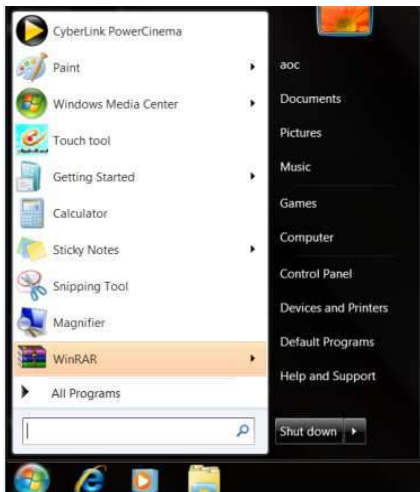 CyberLink PowerCinema
Paint
Windows Media Center
Touch tool
Getting Started
Calculator
Sticky Notes
Snipping Tool
Magnifier
WinRAR
All Programs
aoc
Documents
Pictures
Music
Games
Computer
Control Panel
Devices and Printers
Default Programs
Help and Support
Shut down